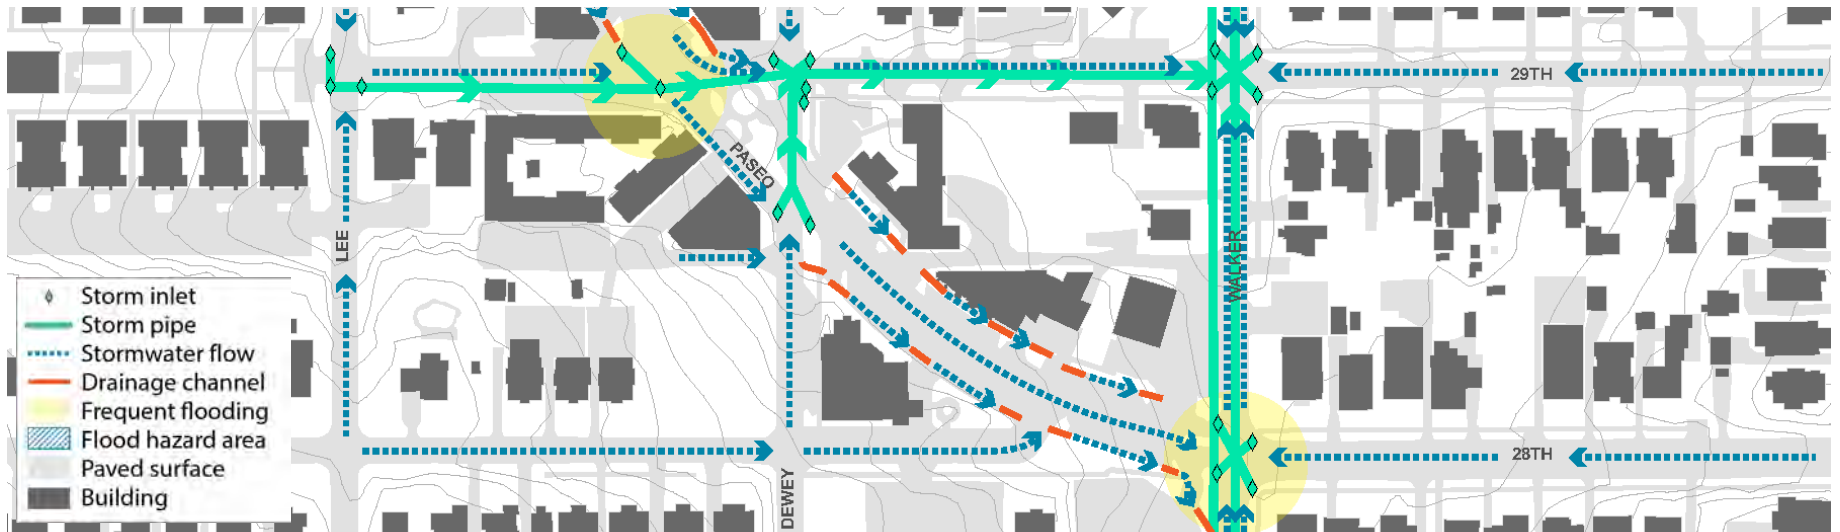 29TH
PASEO
LEE
WALKER
Storm inlet
Storm pipe
Stormwater flow
Drainage channel
Frequent flooding
Flood hazard area
Paved surface
Building
28TH
DEWEY